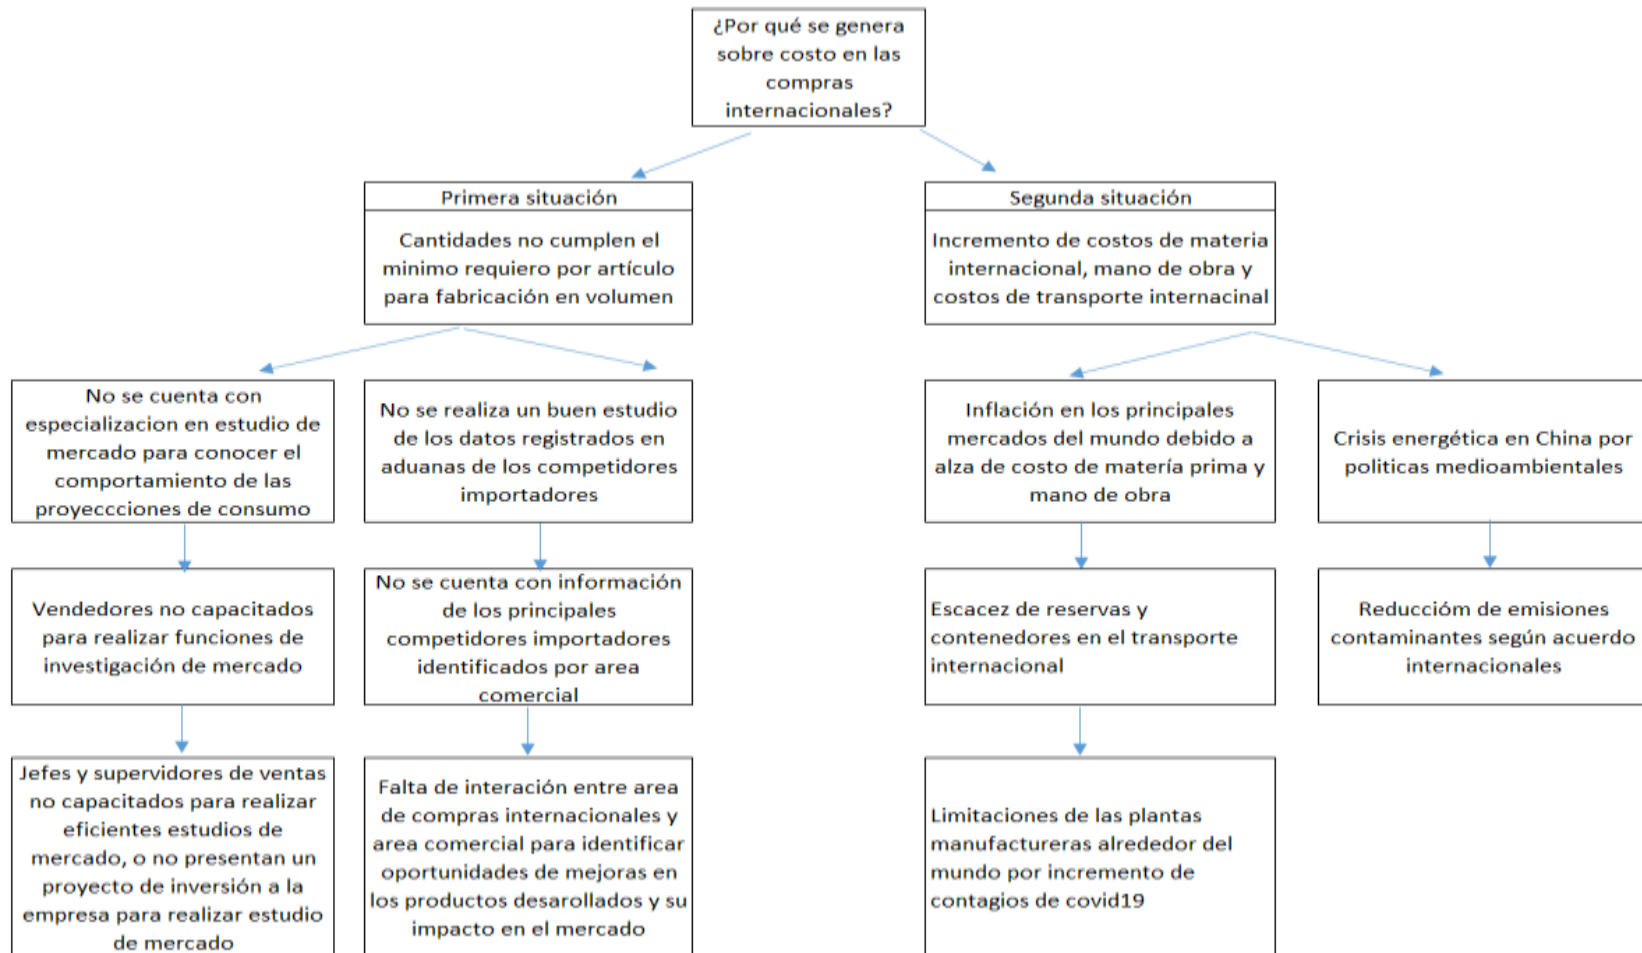 ¿Por qué se genera
sobre costo en las
compras
internacionales?
Primera situación
Cantidades no cumplen el
minimo requiero por artículo
para fabricación en volumen
Segunda situación
Incremento de costos de materia
internacional, mano de obra y
costos de transporte internacinal
No se cuenta con
especializacion en estudio de
mercado para conocer el
comportamiento de las
proyeccciones de consumo
No se realiza un buen estudio
de los datos registrados en
aduanas de los competidores
importadores
Inflación en los principales
mercados del mundo debido a
alza de costo de matería prima y
mano de obra
Crisis energética en China por
politicas medioambientales
Vendedores no capacitados
para realizar funciones de
investigación de mercado
No se cuenta con información
de los principales
competidores importadores
identificados por area
comercial
Escacez de reservas y
contenedores en el transporte
internacional
Reduccióm de emisiones
contaminantes según acuerdo
internacionales
Jefes y supervidores de ventas
no capacitados para realizar
eficientes estudios de
mercado, o no presentan un
proyecto de inversión a la
empresa para realizar estudio
de mercado
Falta de interación entre area
de compras internacionales y
area comercial para identificar
oportunidades de mejoras en
los productos desarollados y su
impacto en el mercado
Limitaciones de las plantas
manufactureras alrededor del
mundo por incremento de
contagios de covid19